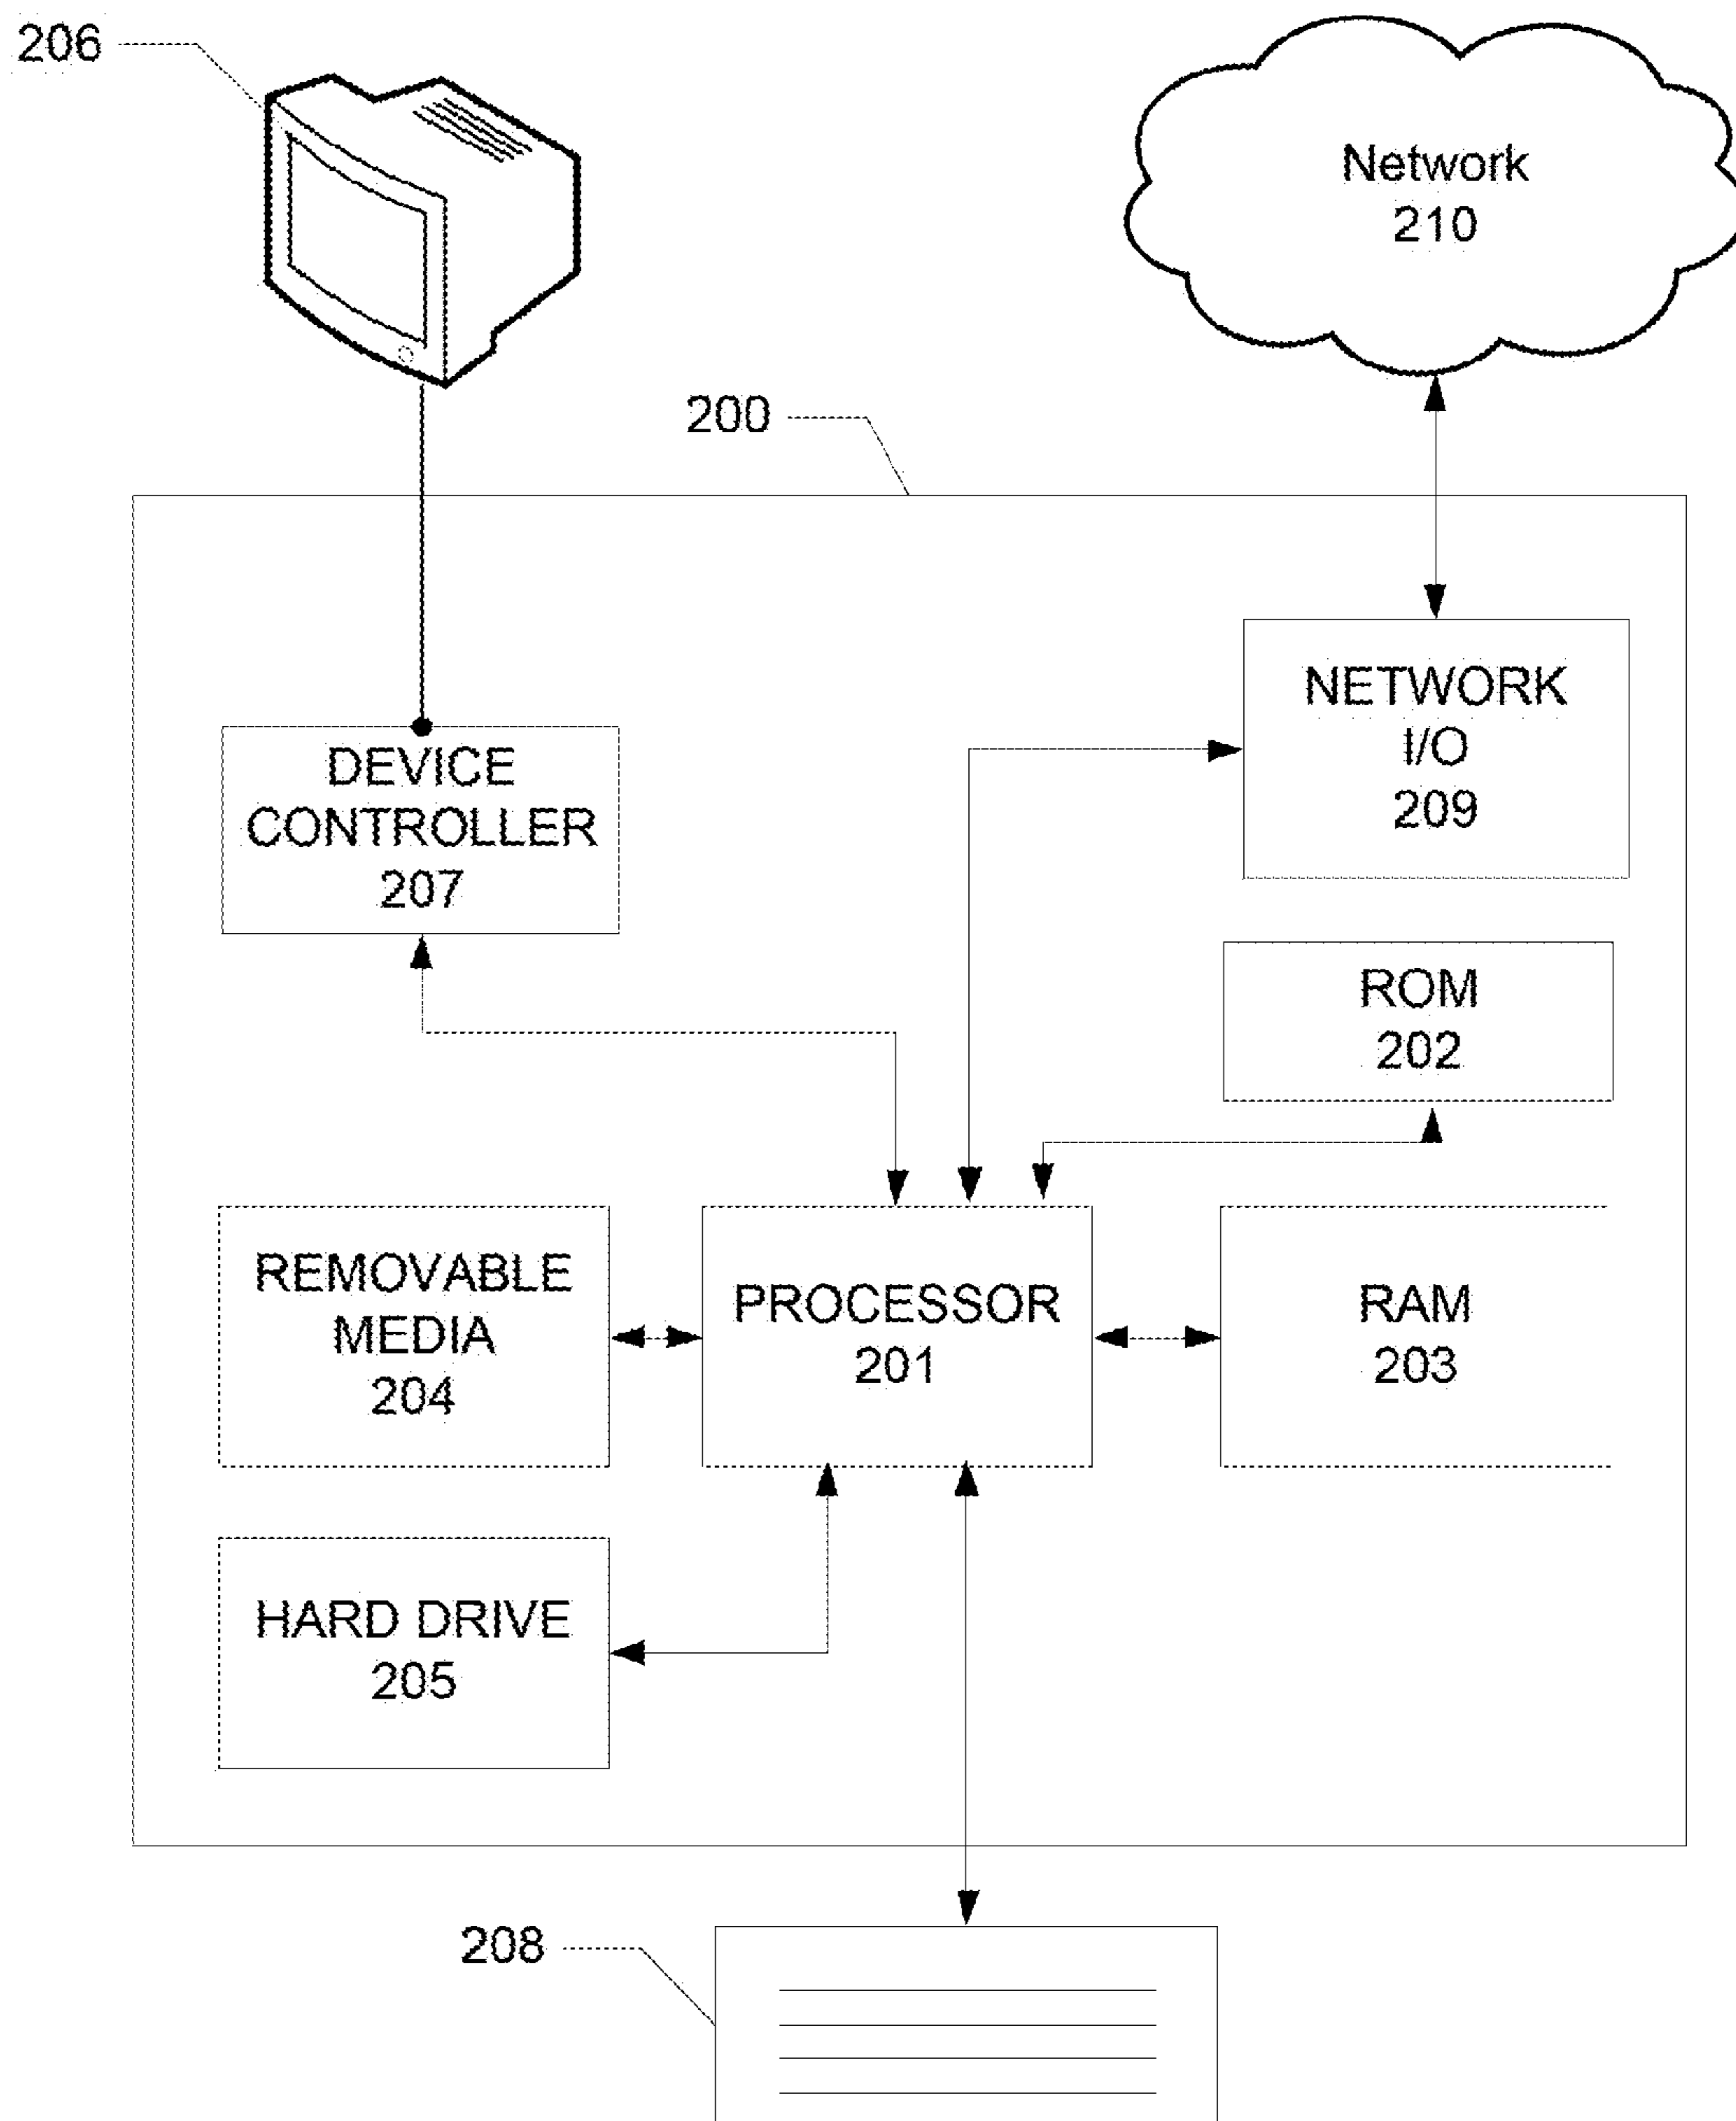 206
Network
210
200
NETWORK
I/O
209
DEVICE
CONTROLLER
207
ROM
202
REMOVABLE
MEDIA
204
PROCESSOR
201
RAM
203
HARD DRIVE
205
208